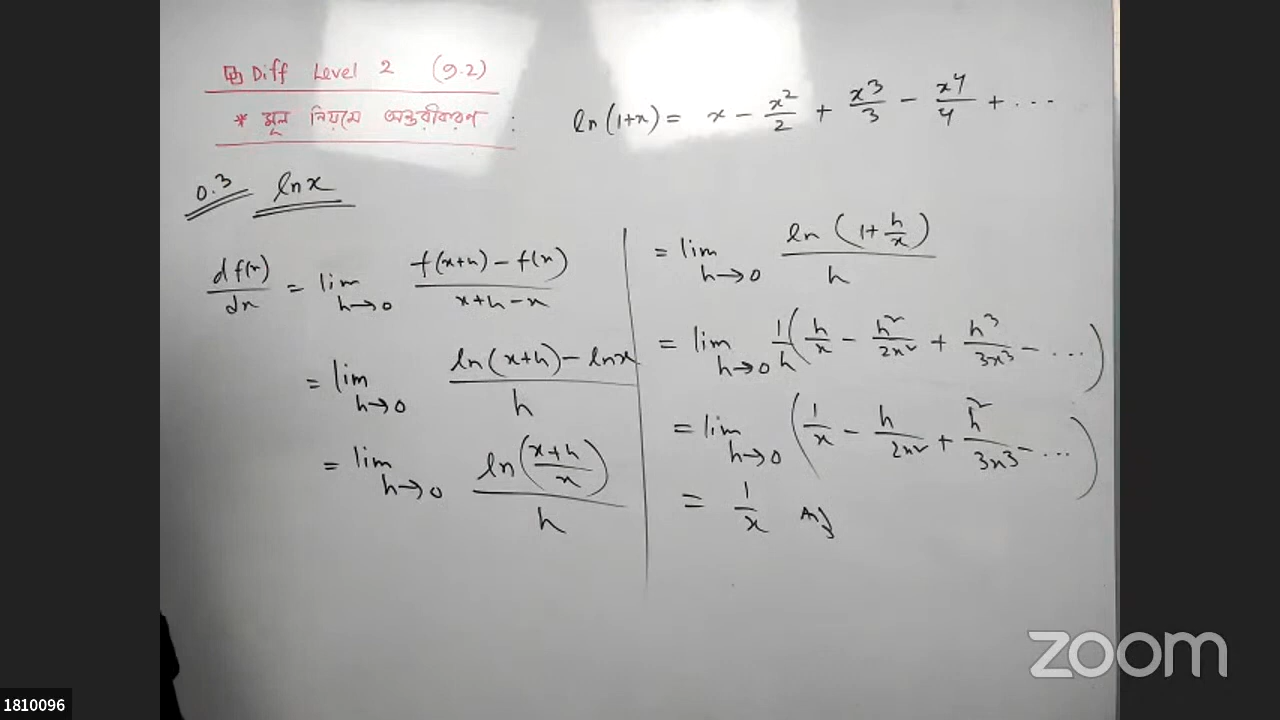 Diff Level 2 (9.2)
* মূল নিয়মে অন্তরীকরণ :
ln(1+x) = x - x²/2 + x³/3 - x⁴/4 + ...
0.3 lnx
df(x)/dx = lim h→0 (f(x+h) - f(x))/(x+h-x)
= lim h→0 (ln(x+h) - lnx)/h
= lim h→0 ln((x+h)/x)/h
= lim h→0 ln(1+h/x)/h
= lim h→0 1/h (h/x - h²/2x² + h³/3x³ - ...)
= lim h→0 (1/x - h/2x² + h²/3x³ - ...)
= 1/x Ans
zoom
1810096